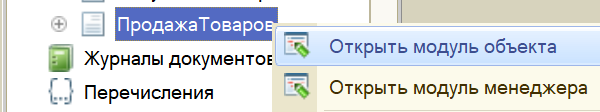 ПродажаТоваров
Открыть модуль объекта
Журналы документов
Открыть модуль менеджера
Перечисления